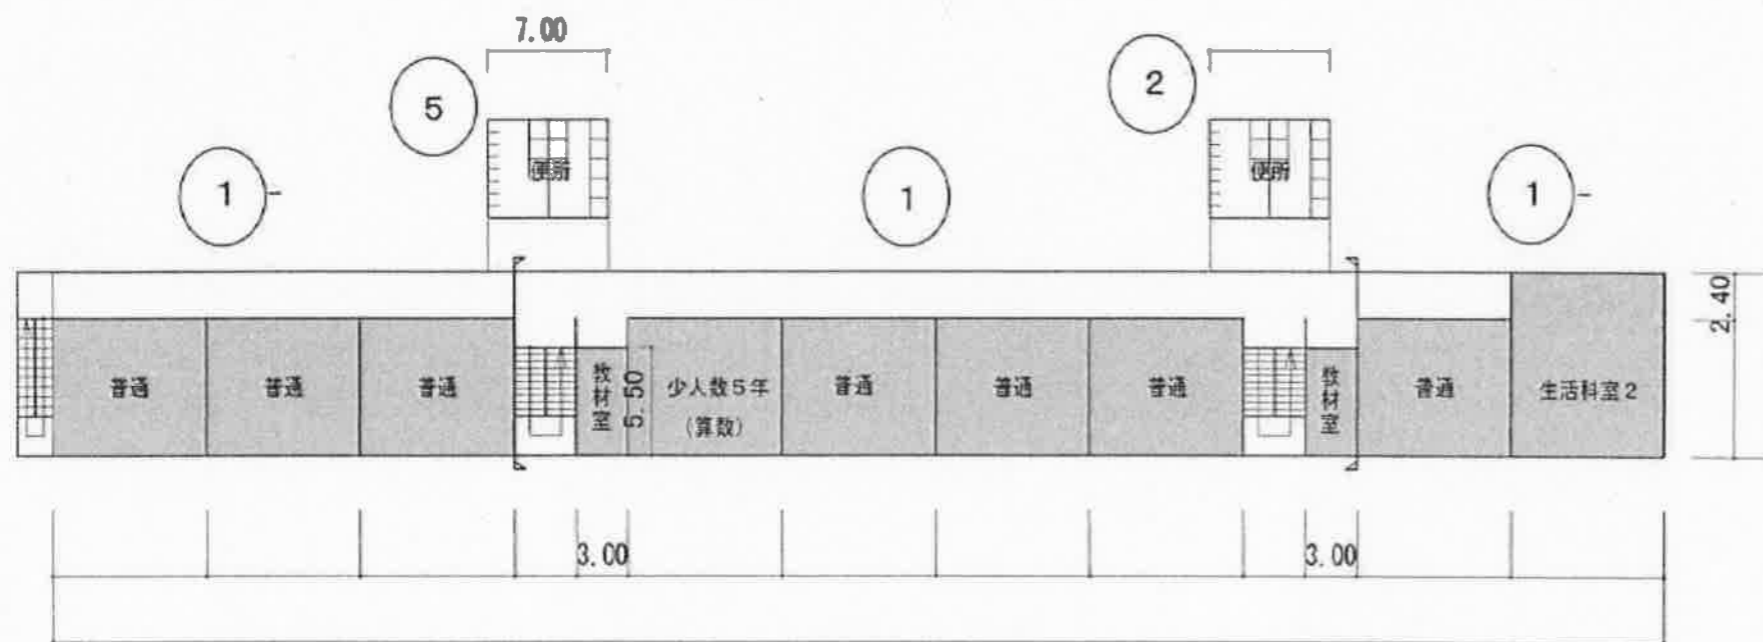 7.00
5
2
便所
便所
1
1
1
2.40
普通
普通
普通
教材室
5.50
少人数5年
(算数)
普通
普通
普通
教材室
普通
生活科室2
3.00
3.00